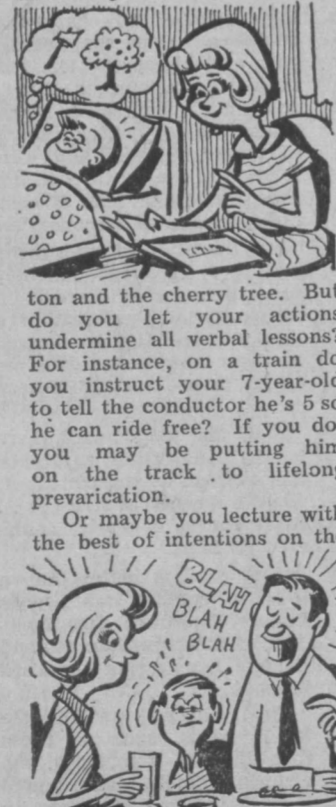 ton and the cherry tree. But
do you let your actions
undermine all verbal lessons?
For instance, on a train do
you instruct your 7-year-old
to tell the conductor he's 5 so
he can ride free? If you do,
you may be putting him
on the track to lifelong
prevarication.
Or maybe you lecture with
the best of intentions on the
BLAH
BLAH
BLAH